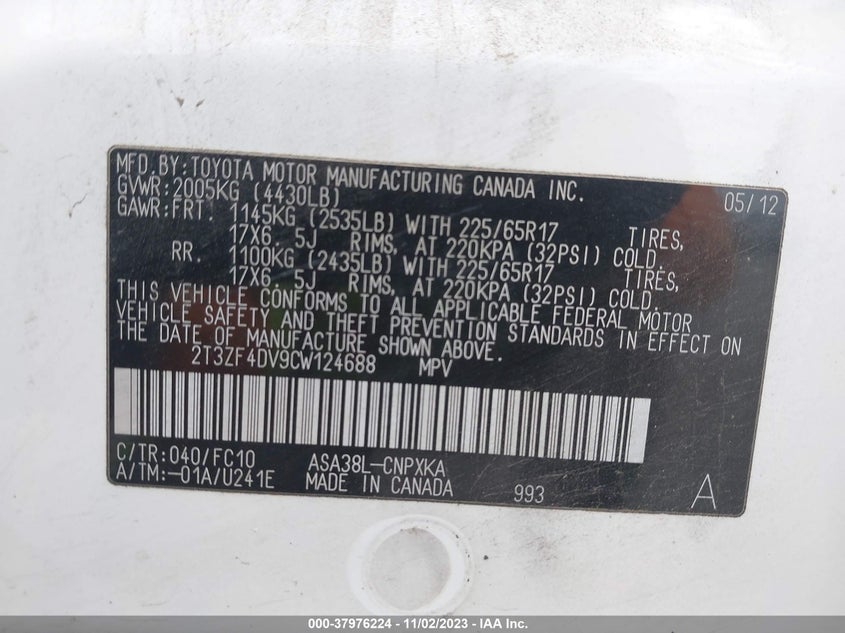 MFD.BY:TOYOTA MOTOR MANUFACTURING CANADA INC. 05/12
GVWR:2005KG (4430LB)
GAWR:FRT. 1145KG (2535LB) WITH 225/65R17 TIRES,
17X6. 5J RIMS, AT 220KPA (32PSI) COLD.
RR. 1100KG (2435LB) WITH 225/65R17 TIRES,
17X6. 5J RIMS, AT 220KPA (32PSI) COLD.
THIS VEHICLE CONFORMS TO ALL APPLICABLE FEDERAL MOTOR
VEHICLE SAFETY AND THEFT PREVENTION STANDARDS IN EFFECT ON
THE DATE OF MANUFACTURE SHOWN ABOVE.
2T3ZF4DV9CW124688 MPV
C/TR:040/FC10 ASA38L-CNPXKA
A/TM:-01A/U241E MADE IN CANADA 993 A
000-37976224 - 11/02/2023 - IAA Inc.